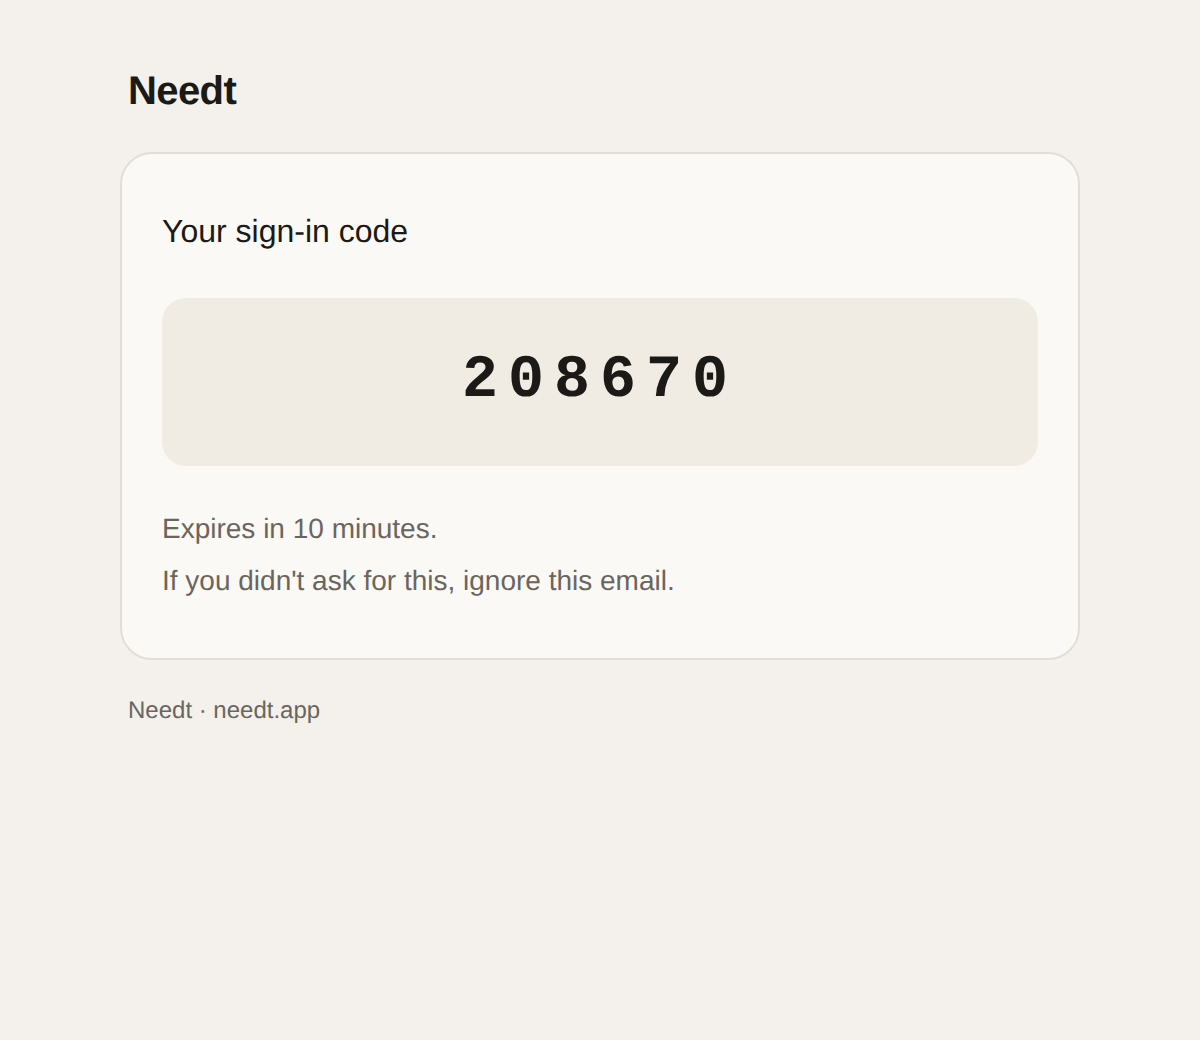 Needt
Your sign-in code
208670
Expires in 10 minutes.
If you didn't ask for this, ignore this email.
Needt · needt.app